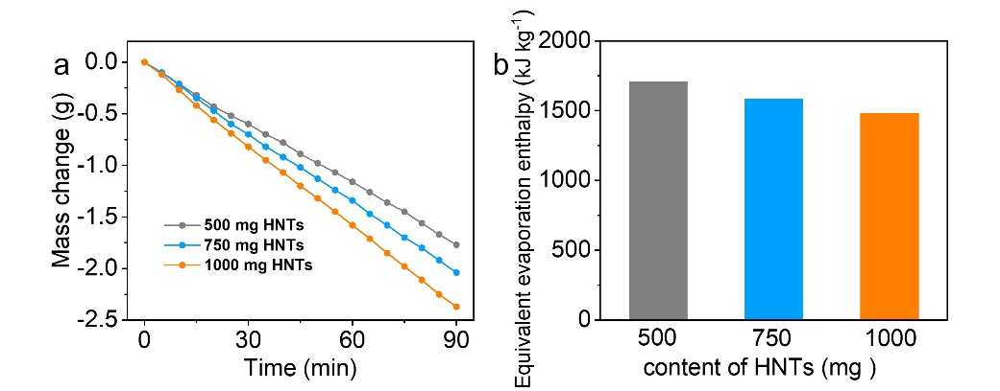 a
Mass change (g)
0.0
-0.5
-1.0
-1.5
-2.0
-2.5
500 mg HNTs
750 mg HNTs
1000 mg HNTs
0 30 60 90
Time (min)
b
Equivalent evaporation enthalpy (kJ kg⁻¹)
2000
1500
1000
500
0
500 750 1000
content of HNTs (mg )